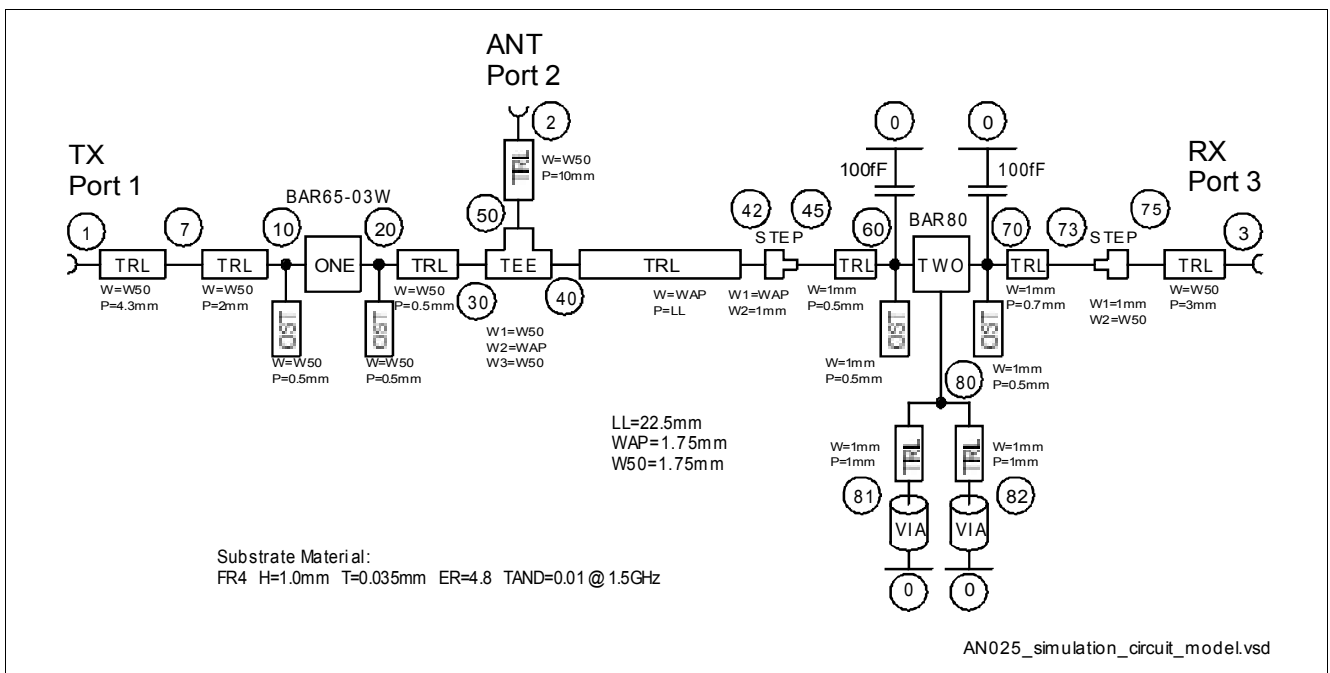 ANT
Port 2
2
0
0
TX
Port 1
TRL
W=W50
P=10mm
100fF
100fF
RX
Port 3
BAR65-03W
50
42
45
60
BAR80
70
73
75
1
7
10
20
STEP
STEP
3
TRL
TRL
ONE
TRL
TEE
TRL
TRL
TWO
TRL
TRL
W=W50
P=4.3mm
W=W50
P=2mm
W=W50
P=0.5mm
30
40
W=WAP
P=LL
W1=WAP
W2=1mm
W=1mm
P=0.5mm
W=1mm
P=0.7mm
W1=1mm
W2=W50
W=W50
P=3mm
OST
OST
OST
OST
W1=W50
W2=WAP
W3=W50
W=W50
P=0.5mm
W=W50
P=0.5mm
W=1mm
P=0.5mm
W=1mm
P=0.5mm
80
LL=22.5mm
WAP=1.75mm
W50=1.75mm
W=1mm
P=1mm
TRL
TRL
W=1mm
P=1mm
81
82
VIA
VIA
Substrate Material:
FR4 H=1.0mm T=0.035mm ER=4.8 TAND=0.01 @ 1.5GHz
0
0
AN025_simulation_circuit_model.vsd